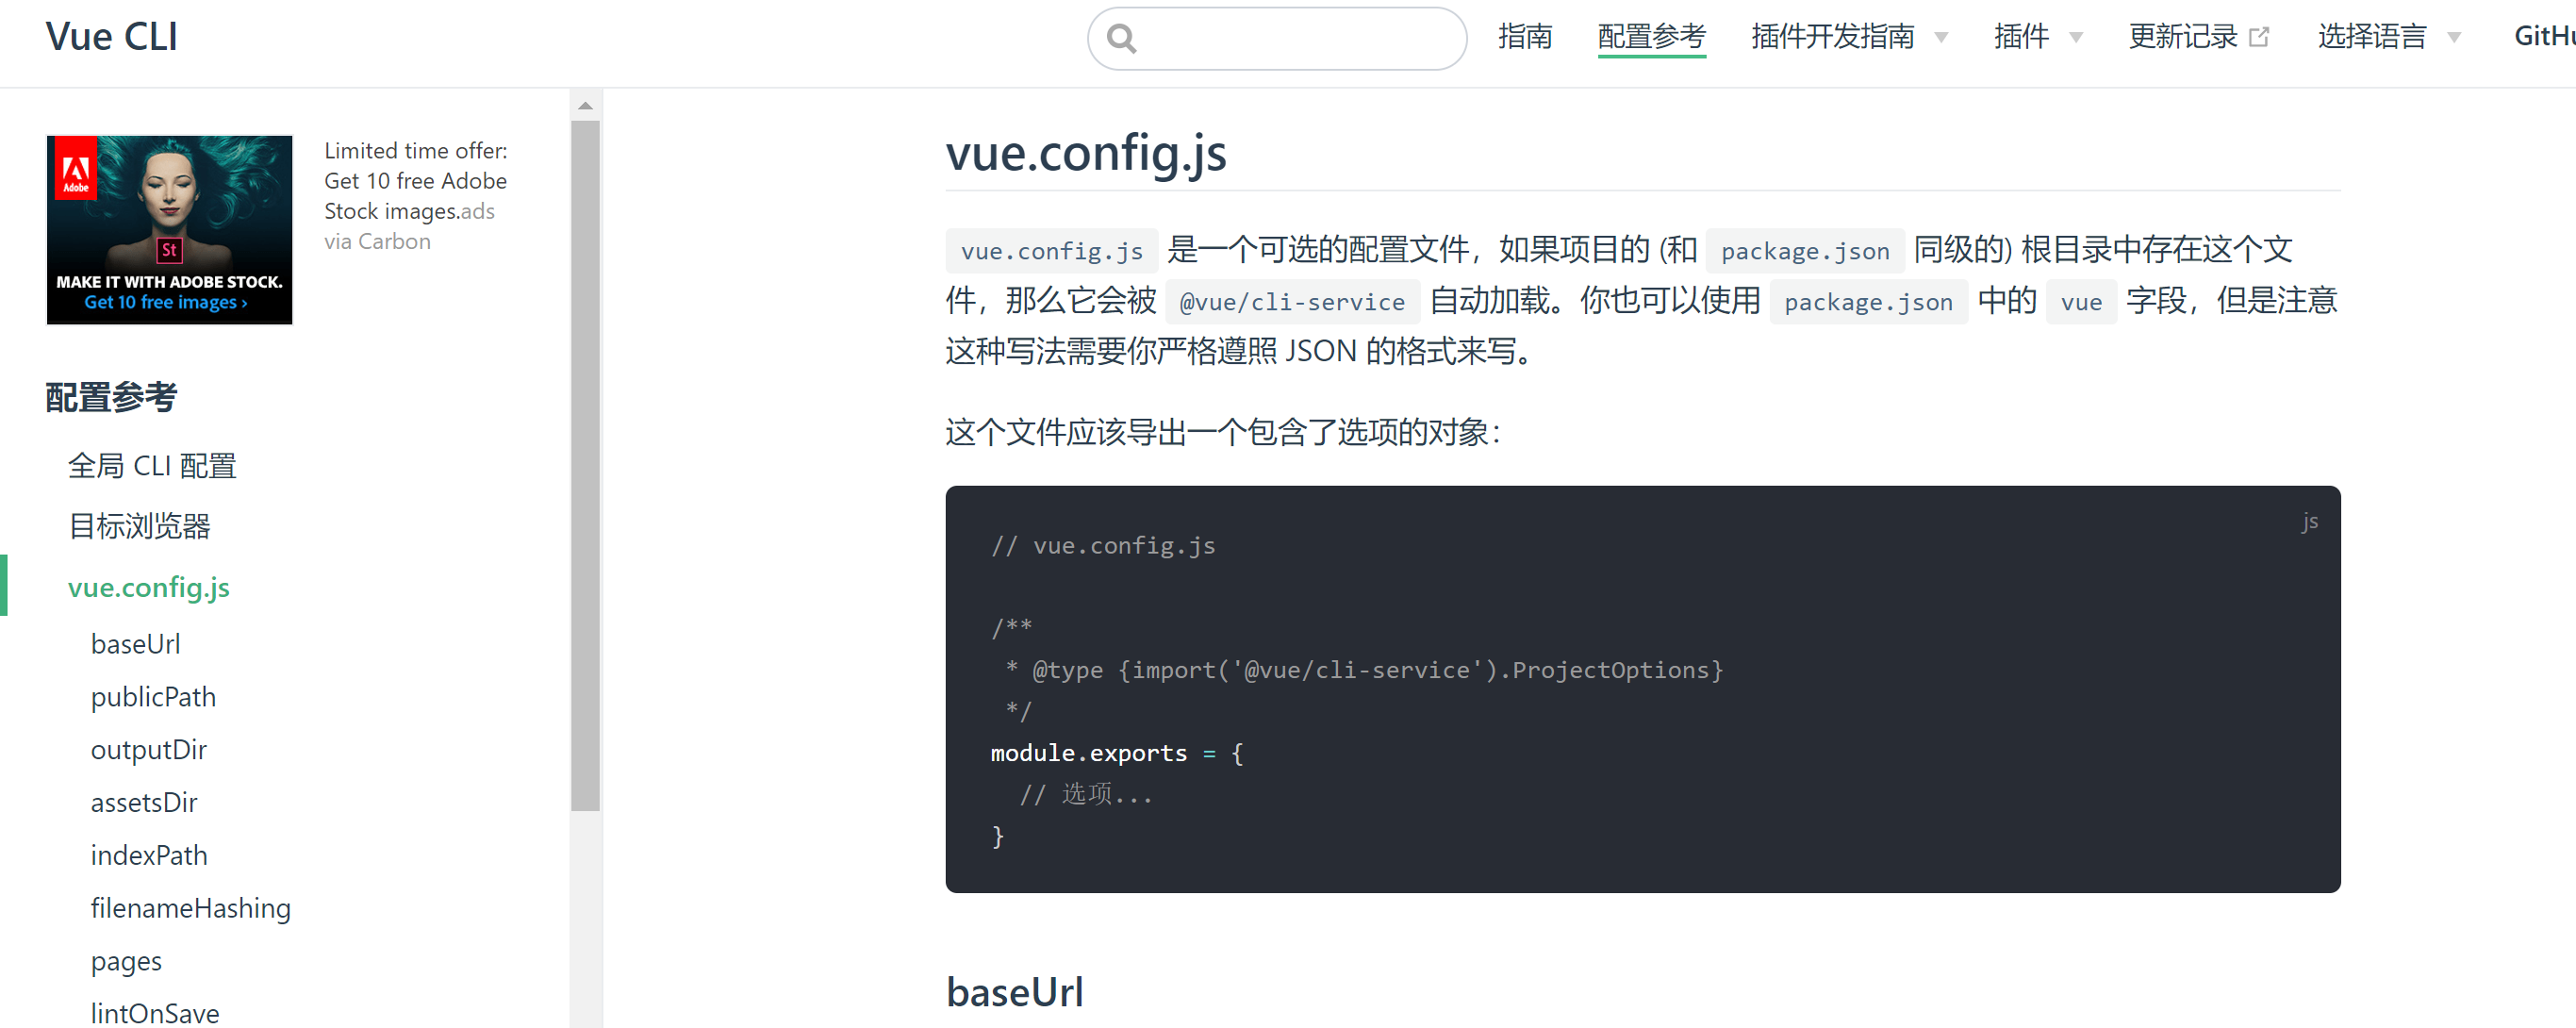 Vue CLI
指南
配置参考
插件开发指南
插件
更新记录
选择语言
GitHu
Adobe
St
MAKE IT WITH ADOBE STOCK.
Get 10 free images ›
Limited time offer:
Get 10 free Adobe
Stock images.ads
via Carbon
配置参考
全局 CLI 配置
目标浏览器
vue.config.js
baseUrl
publicPath
outputDir
assetsDir
indexPath
filenameHashing
pages
lintOnSave
vue.config.js
vue.config.js 是一个可选的配置文件，如果项目的 (和 package.json 同级的) 根目录中存在这个文
件，那么它会被 @vue/cli-service 自动加载。你也可以使用 package.json 中的 vue 字段，但是注意
这种写法需要你严格遵照 JSON 的格式来写。
这个文件应该导出一个包含了选项的对象：
js
// vue.config.js
/**
 * @type {import('@vue/cli-service').ProjectOptions}
 */
module.exports = {
  // 选项...
}
baseUrl